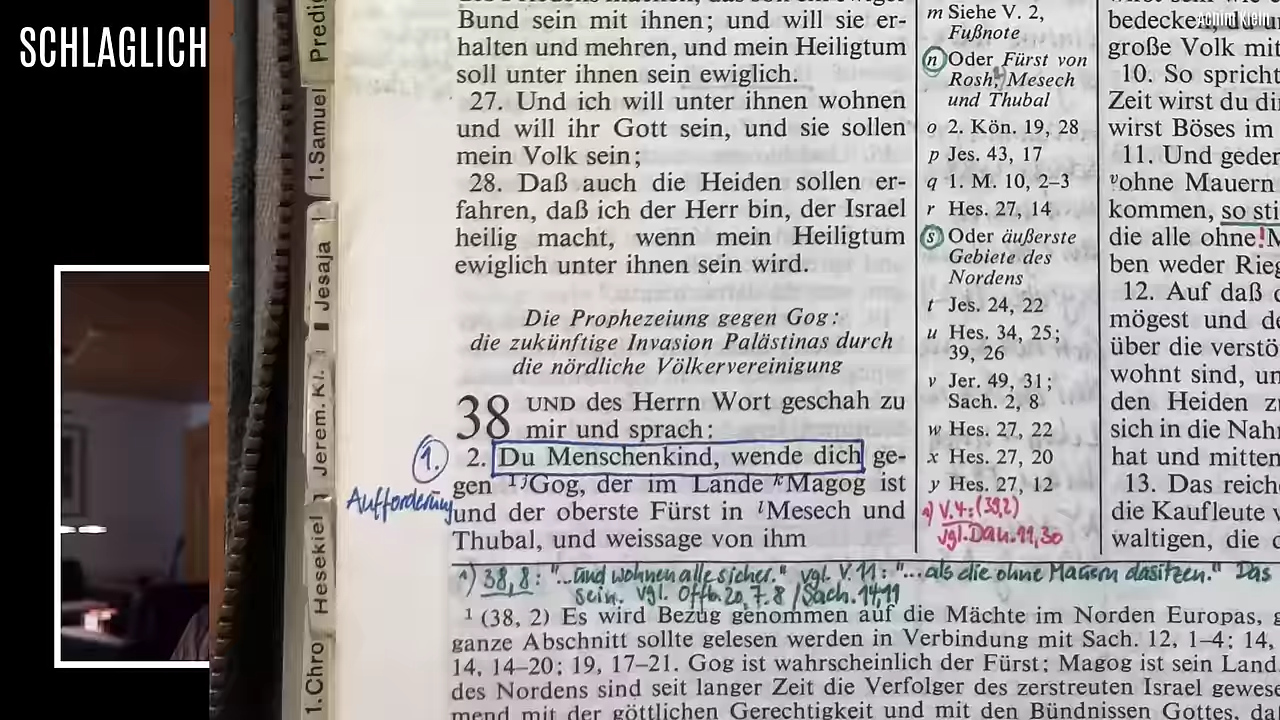 SCHLAGLICH
Achim Klein
Predig
1.Samuel
Jesaja
Jerem. Kl.
Hesekiel
1.Chro
Bund sein mit ihnen; und will sie er-
halten und mehren, und mein Heiligtum
soll unter ihnen sein ewiglich.
27. Und ich will unter ihnen wohnen
und will ihr Gott sein, und sie sollen
mein Volk sein;
28. Daß auch die Heiden sollen er-
fahren, daß ich der Herr bin, der Israel
heilig macht, wenn mein Heiligtum
ewiglich unter ihnen sein wird.
Die Prophezeiung gegen Gog:
die zukünftige Invasion Palästinas durch
die nördliche Völkervereinigung
38 UND des Herrn Wort geschah zu
mir und sprach:
1. 2. Du Menschenkind, wende dich ge-
Aufforderung gen Gog, der im Lande Magog ist
und der oberste Fürst in Mesech und
Thubal, und weissage von ihm
m Siehe V. 2,
Fußnote
n Oder Fürst von
Rosh, Mesech
und Thubal
o 2. Kön. 19, 28
p Jes. 43, 17
q 1. M. 10, 2–3
r Hes. 27, 14
s Oder äußerste
Gebiete des
Nordens
t Jes. 24, 22
u Hes. 34, 25;
39, 26
v Jer. 49, 31;
Sach. 2, 8
w Hes. 27, 22
x Hes. 27, 20
y Hes. 27, 12
V. 4: (39,2)
vgl. Dan. 11,30
bedecke
große Volk mit
10. So spricht
Zeit wirst du di
wirst Böses im
11. Und geden
ohne Mauern
kommen, so sti
die alle ohne! M
ben weder Rieg
12. Auf daß d
mögest und de
über die verstö
wohnt sind, un
den Heiden z
sich in die Nah
hat und mitten
13. Das reich
die Kaufleute v
waltigen, die d
38,8: "...und wohnen alle sicher." vgl. V. 11: "...als die ohne Mauern dasitzen." Das
sein. vgl. Offb. 20,7.8 / Sach. 14,11
1 (38, 2) Es wird Bezug genommen auf die Mächte im Norden Europas,
ganze Abschnitt sollte gelesen werden in Verbindung mit Sach. 12, 1–4; 14,
14, 14–20; 19, 17–21. Gog ist wahrscheinlich der Fürst; Magog ist sein Land
des Nordens sind seit langer Zeit die Verfolger des zerstreuten Israel gewese
mend mit der göttlichen Gerechtigkeit und mit den Bündnissen Gottes, da